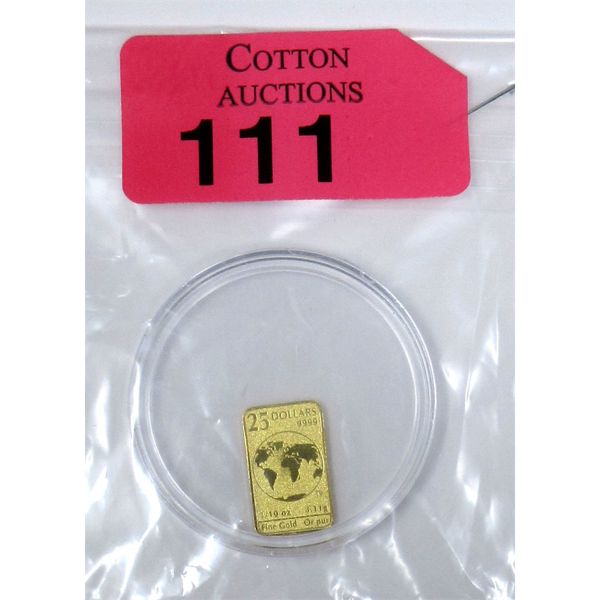 COTTON
AUCTIONS
111
25 DOLLARS
9999
1/10 oz 3.11g
Fine Gold Or pur